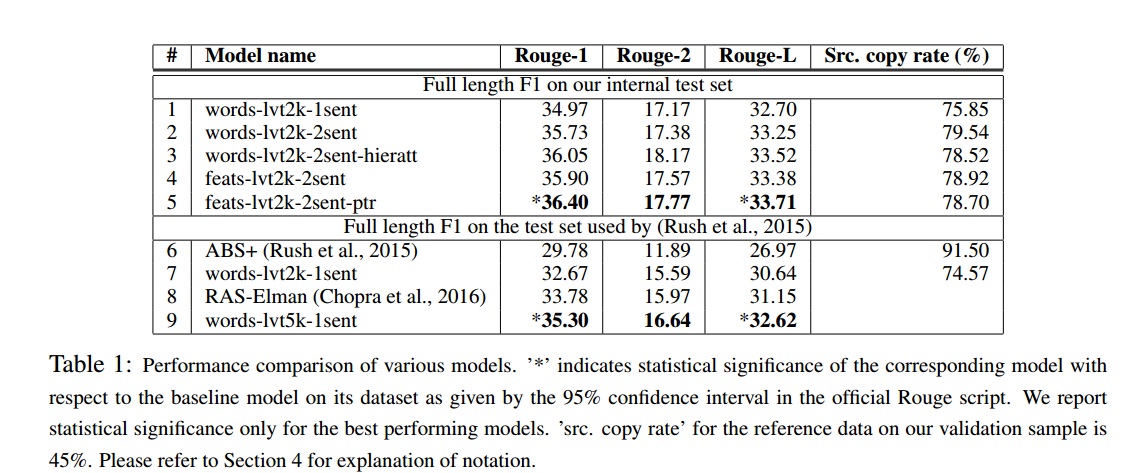 # Model name Rouge-1 Rouge-2 Rouge-L Src. copy rate (%)
Full length F1 on our internal test set
1 words-lvt2k-1sent 34.97 17.17 32.70 75.85
2 words-lvt2k-2sent 35.73 17.38 33.25 79.54
3 words-lvt2k-2sent-hieratt 36.05 18.17 33.52 78.52
4 feats-lvt2k-2sent 35.90 17.57 33.38 78.92
5 feats-lvt2k-2sent-ptr *36.40 17.77 *33.71 78.70
Full length F1 on the test set used by (Rush et al., 2015)
6 ABS+ (Rush et al., 2015) 29.78 11.89 26.97 91.50
7 words-lvt2k-1sent 32.67 15.59 30.64 74.57
8 RAS-Elman (Chopra et al., 2016) 33.78 15.97 31.15
9 words-lvt5k-1sent *35.30 16.64 *32.62
Table 1: Performance comparison of various models. ’*’ indicates statistical significance of the corresponding model with
respect to the baseline model on its dataset as given by the 95% confidence interval in the official Rouge script. We report
statistical significance only for the best performing models. ’src. copy rate’ for the reference data on our validation sample is
45%. Please refer to Section 4 for explanation of notation.